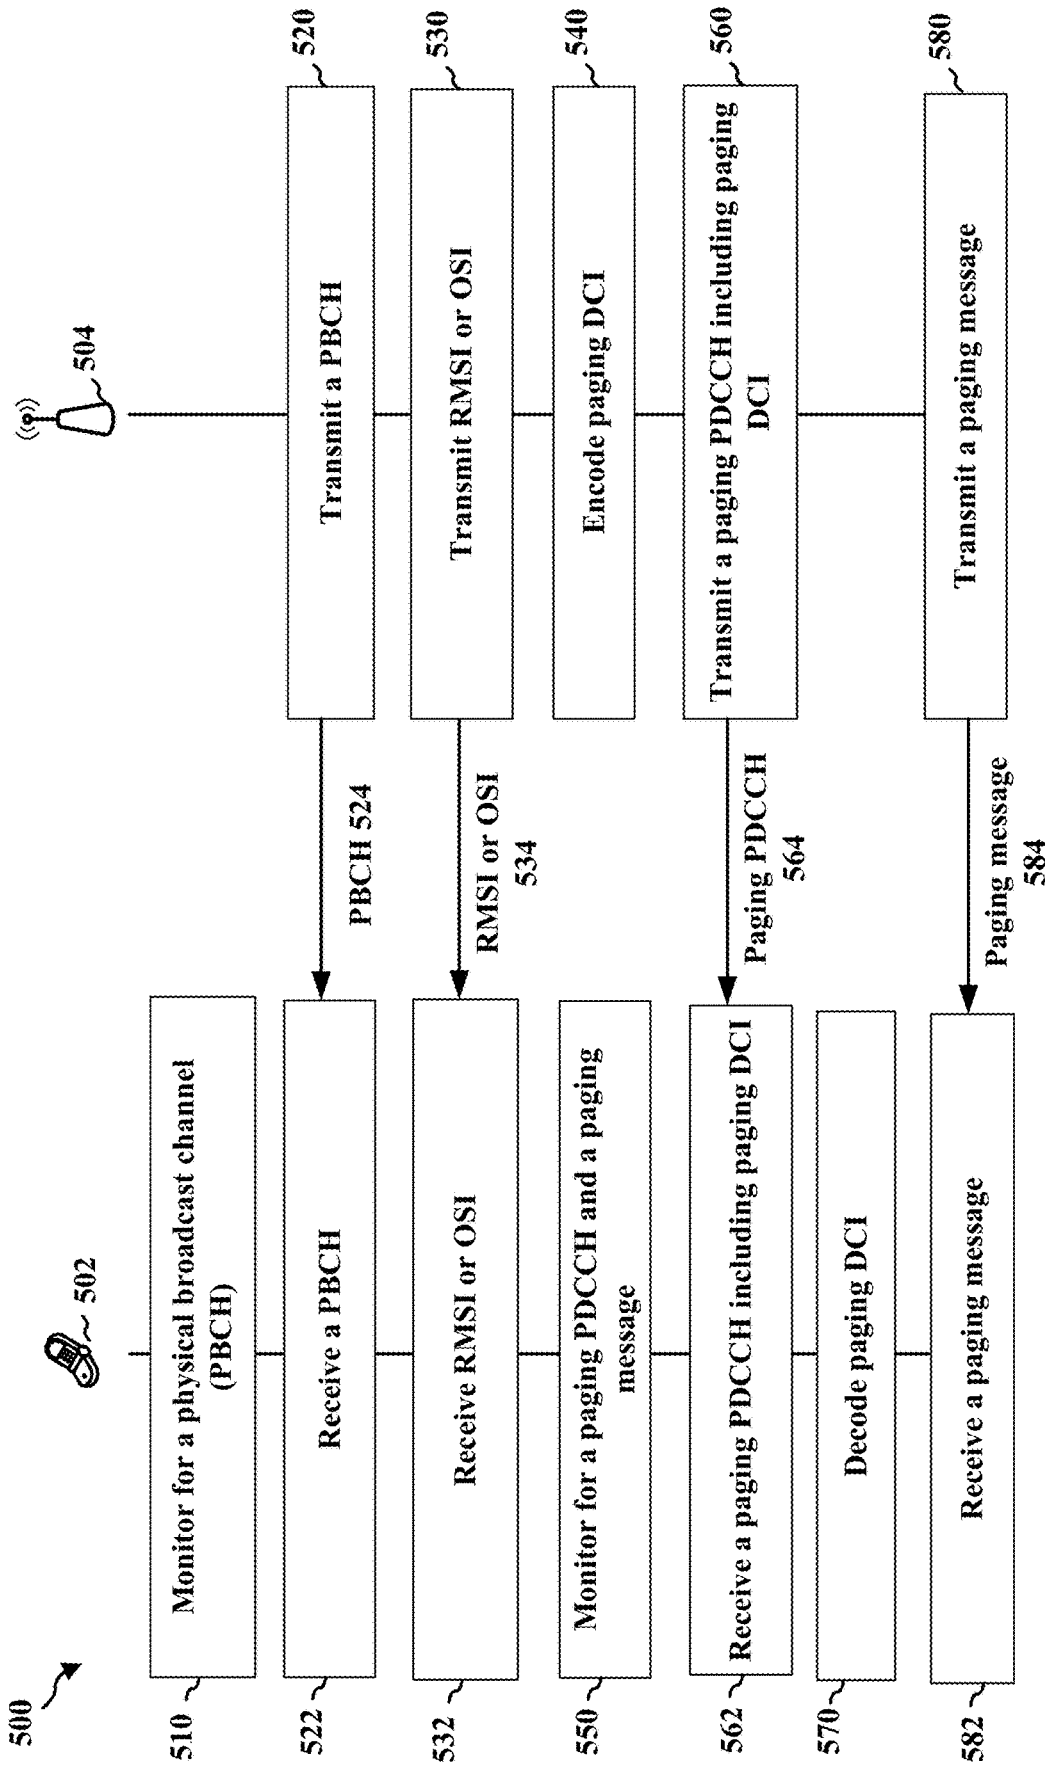 500
502
504
510
Monitor for a physical broadcast channel
(PBCH)
522
Receive a PBCH
PBCH 524
Transmit a PBCH
520
532
Receive RMSI or OSI
RMSI or OSI
534
Transmit RMSI or OSI
530
550
Monitor for a paging PDCCH and a paging
message
Encode paging DCI
540
562
Receive a paging PDCCH including paging DCI
Paging PDCCH
564
Transmit a paging PDCCH including paging
DCI
560
570
Decode paging DCI
582
Receive a paging message
Paging message
584
Transmit a paging message
580